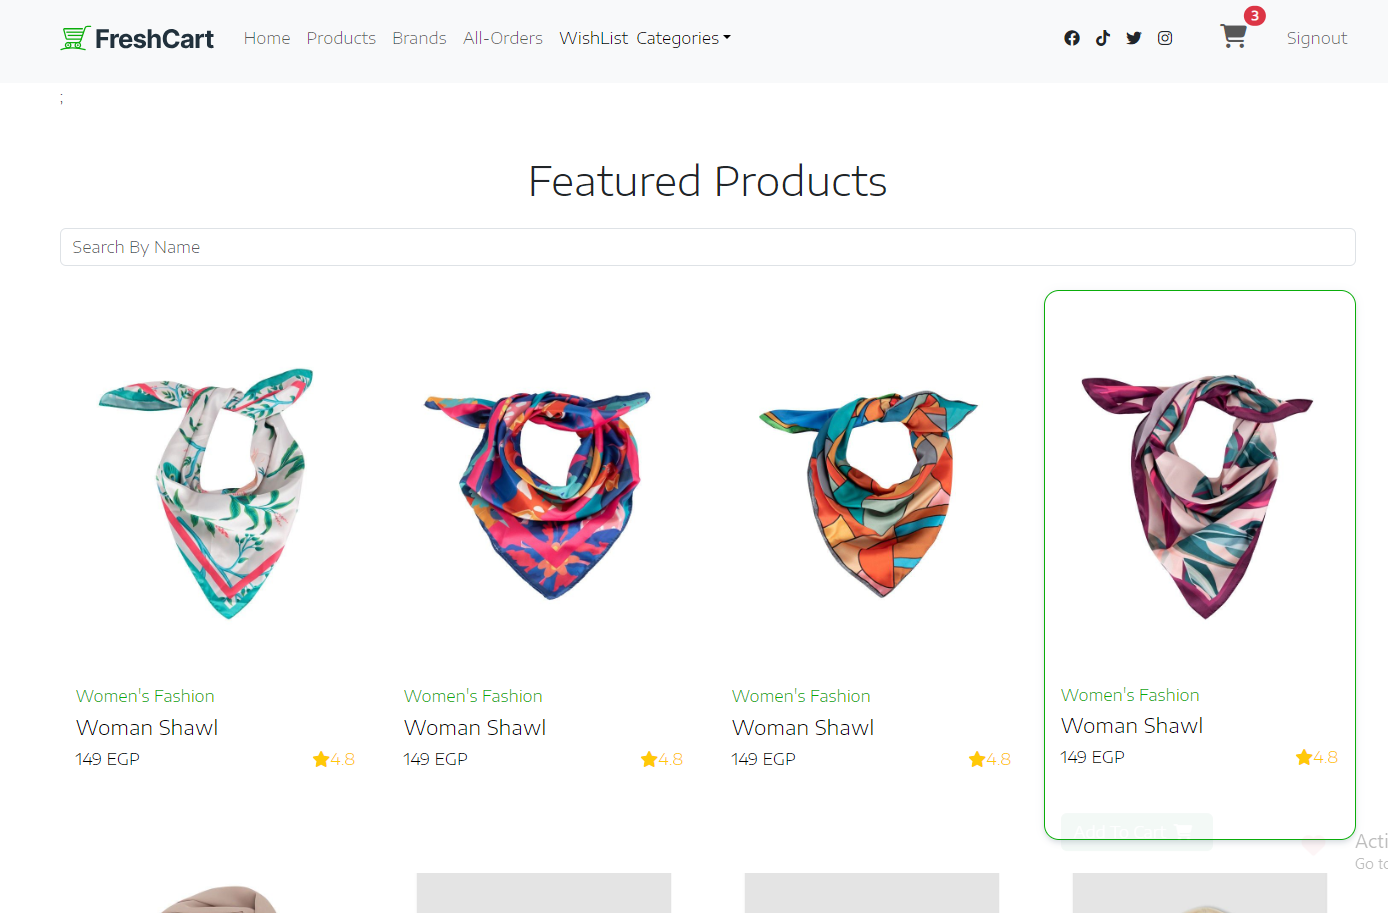 FreshCart Home Products Brands All-Orders WishList Categories 3 Signout
;
Featured Products
Search By Name
Women's Fashion Women's Fashion Women's Fashion Women's Fashion
Woman Shawl Woman Shawl Woman Shawl Woman Shawl
149 EGP 4.8 149 EGP 4.8 149 EGP 4.8 149 EGP 4.8
Add To Cart
Acti
Go to